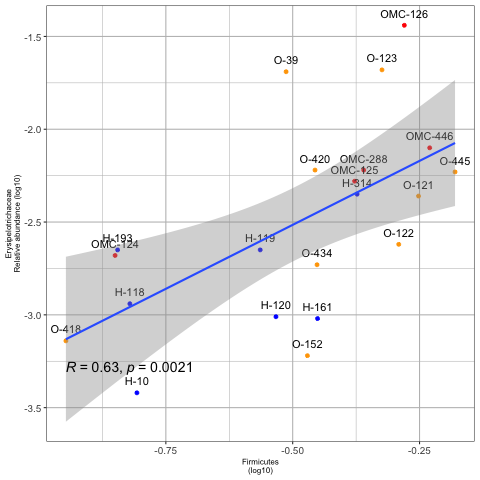 OMC-126
-1.5
O-39
O-123
-2.0
OMC-446
O-420
OMC-288
O-445
OMC-125
H-314
O-121
H-193
H-119
O-122
-2.5
OMC-124
O-434
H-118
H-120
H-161
-3.0
O-418
O-152
R = 0.63, p = 0.0021
H-10
-3.5
-0.75
-0.50
-0.25
Firmicutes
(log10)
Erysipelotrichaceae
Relative abundance (log10)